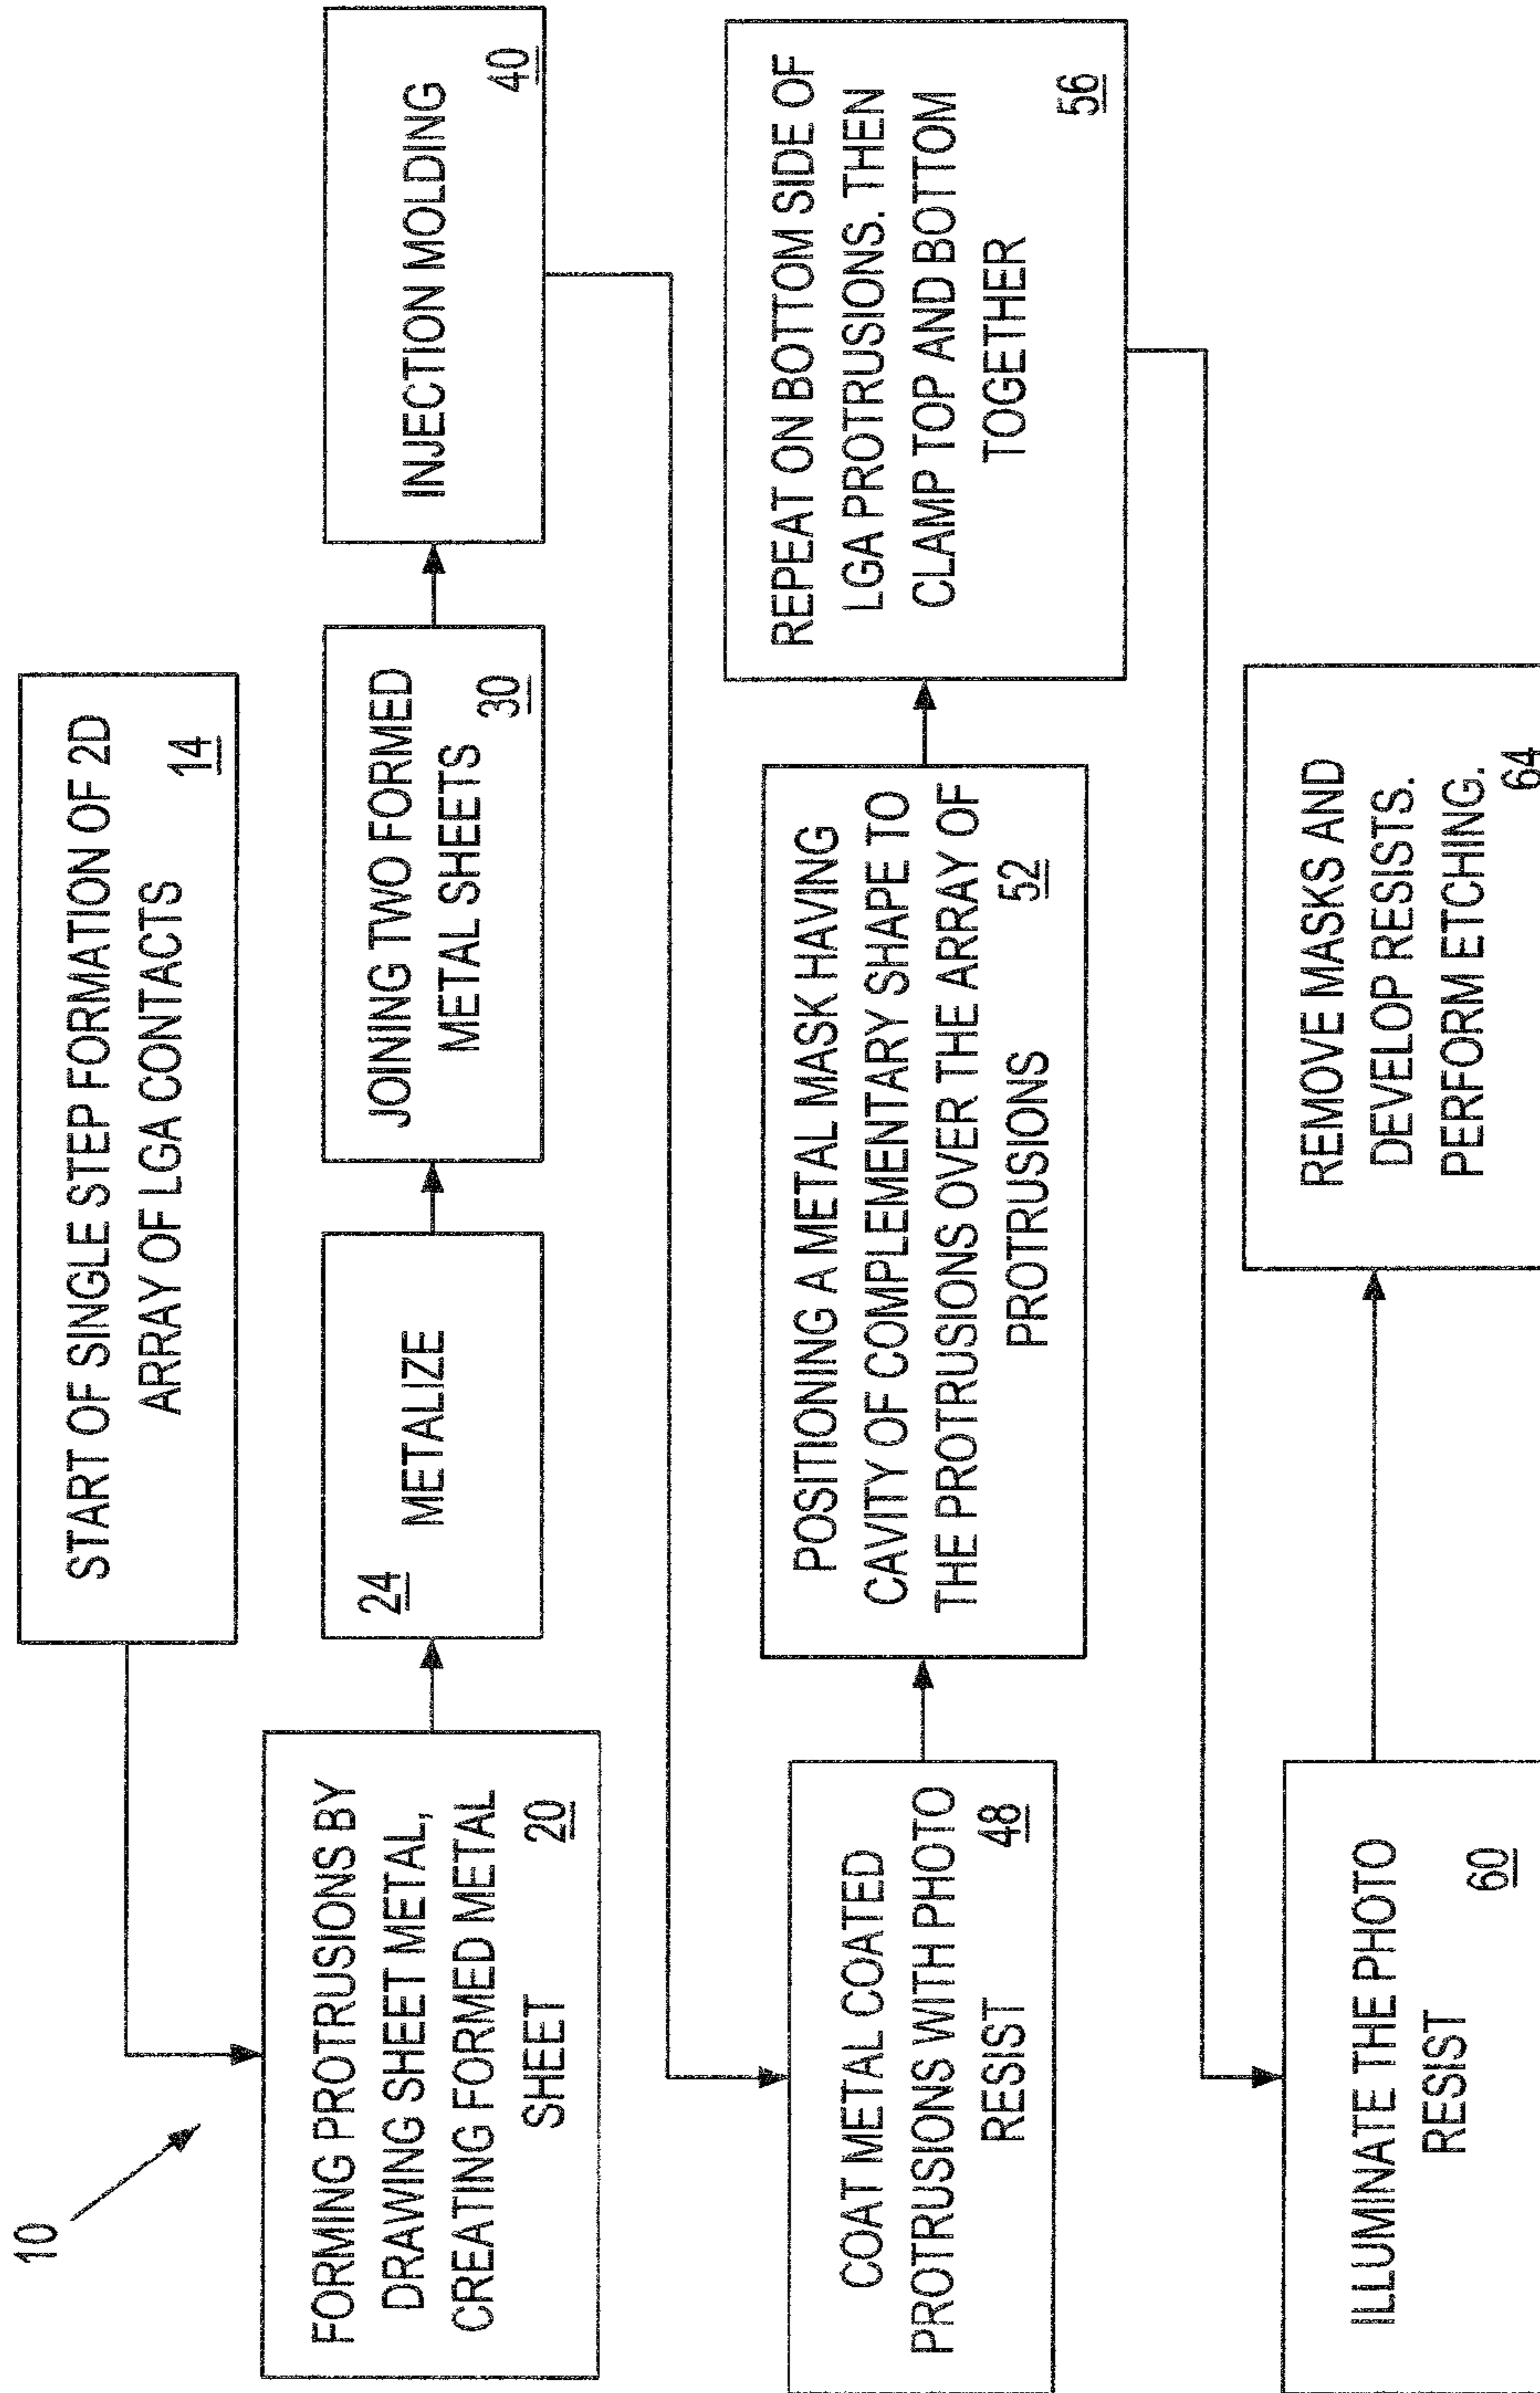 10
START OF SINGLE STEP FORMATION OF 2D
ARRAY OF LGA CONTACTS
14
FORMING PROTRUSIONS BY
DRAWING SHEET METAL,
CREATING FORMED METAL
SHEET
20
24
METALIZE
JOINING TWO FORMED
METAL SHEETS
30
INJECTION MOLDING
40
COAT METAL COATED
PROTRUSIONS WITH PHOTO
RESIST
48
POSITIONING A METAL MASK HAVING
CAVITY OF COMPLEMENTARY SHAPE TO
THE PROTRUSIONS OVER THE ARRAY OF
PROTRUSIONS
52
REPEAT ON BOTTOM SIDE OF
LGA PROTRUSIONS. THEN
CLAMP TOP AND BOTTOM
TOGETHER
56
ILLUMINATE THE PHOTO
RESIST
60
REMOVE MASKS AND
DEVELOP RESISTS.
PERFORM ETCHING.
64